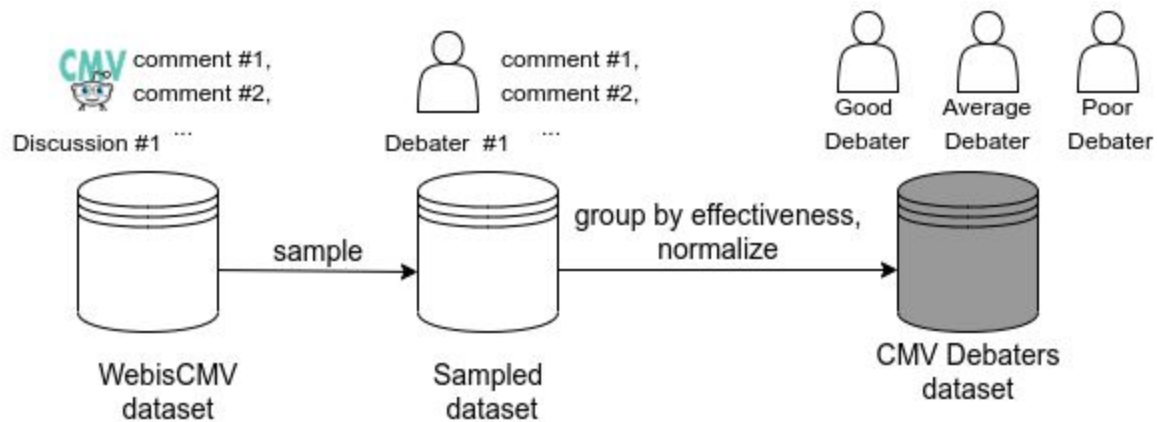 CMV
comment #1,
comment #2,
...
Discussion #1
comment #1,
comment #2,
...
Debater #1
Good
Debater
Average
Debater
Poor
Debater
sample
group by effectiveness,
normalize
WebisCMV
dataset
Sampled
dataset
CMV Debaters
dataset